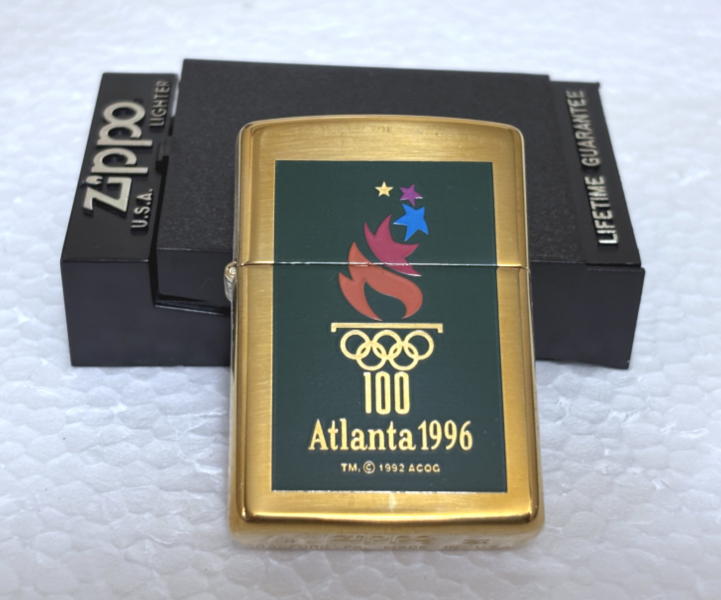 Zippo
LIGHTER
U.S.A.
LIFETIME GUARANTEE
100
Atlanta 1996
TM, © 1992 ACOG